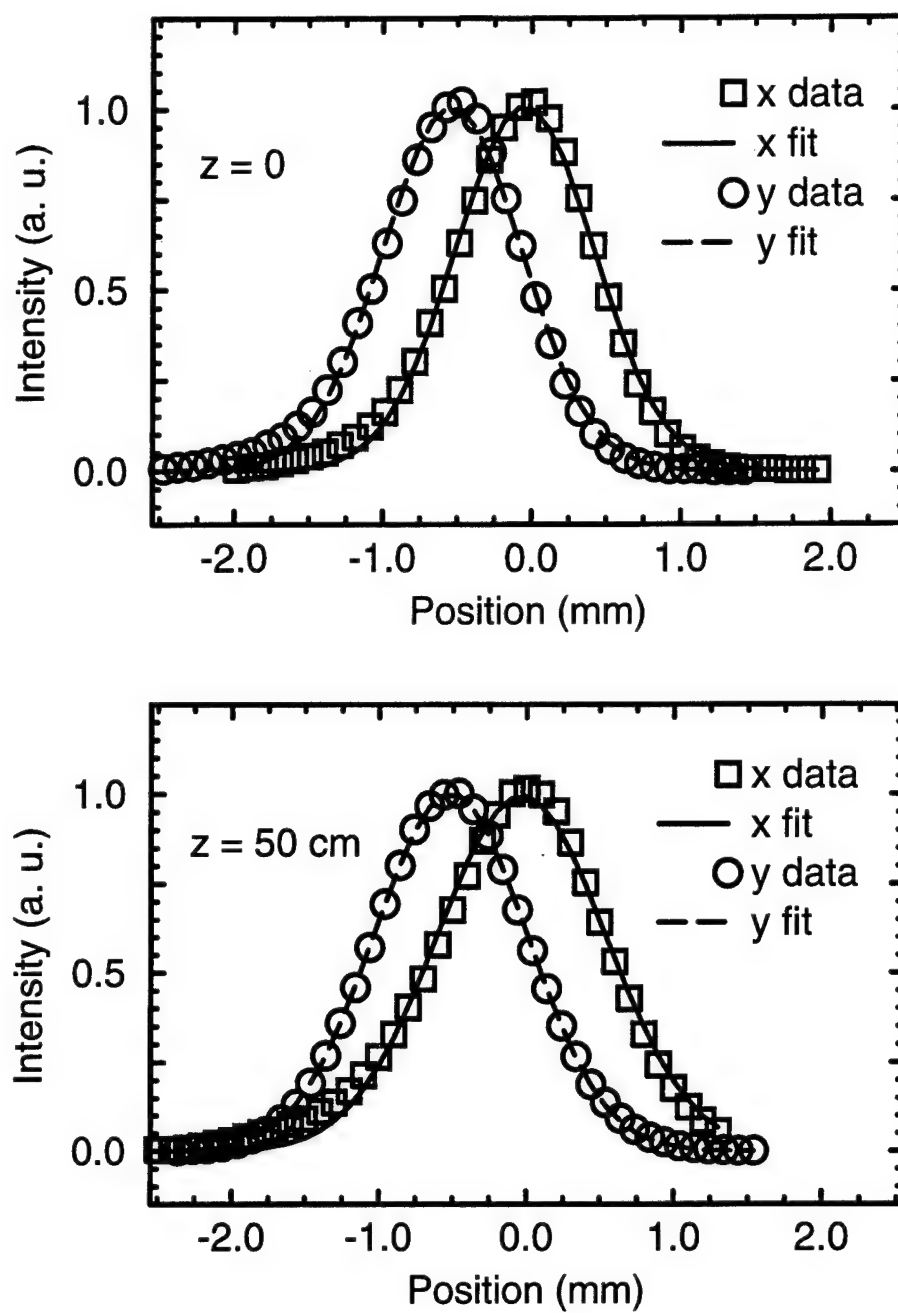 1.0
0.5
0.0
Intensity (a. u.)
z = 0
x data
x fit
y data
y fit
-2.0 -1.0 0.0 1.0 2.0
Position (mm)
1.0
0.5
0.0
Intensity (a. u.)
z = 50 cm
x data
x fit
y data
y fit
-2.0 -1.0 0.0 1.0 2.0
Position (mm)